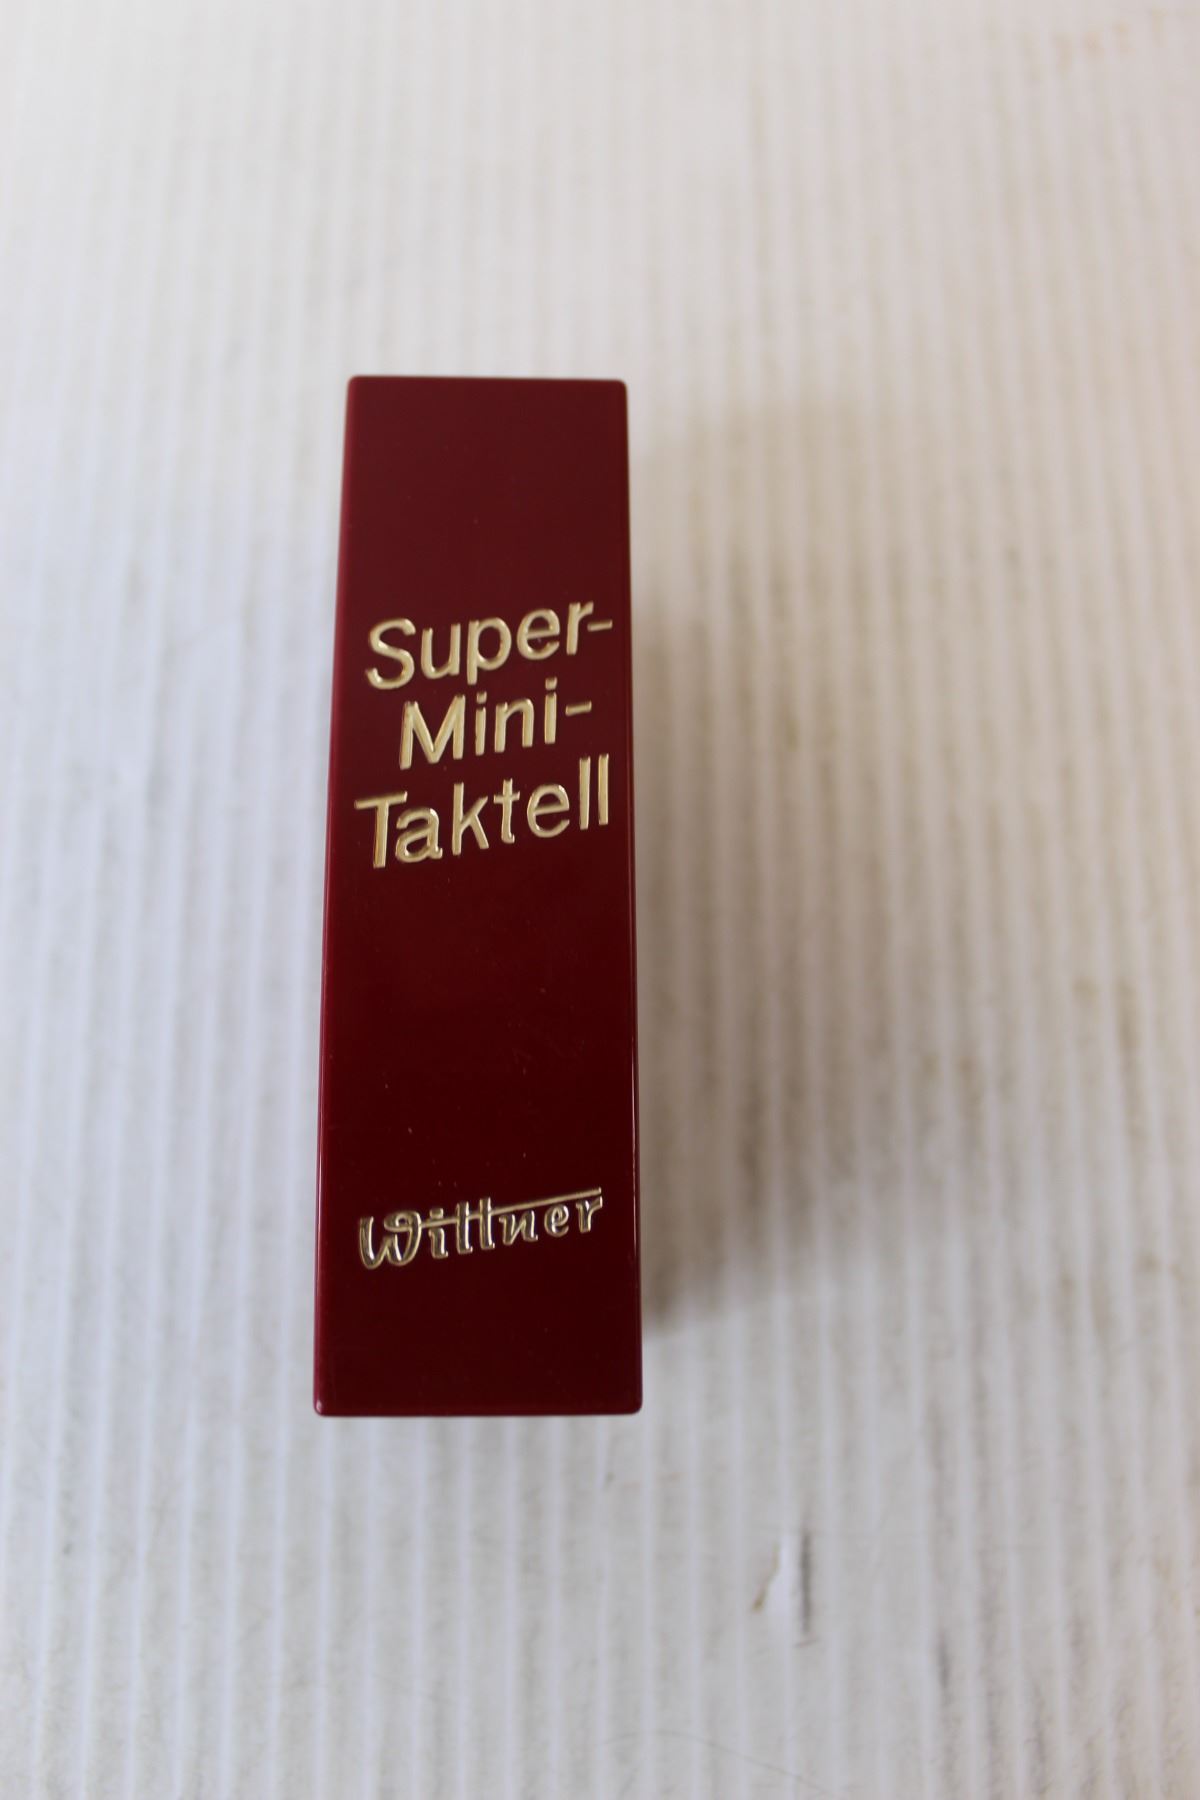 Super-
Mini-
Taktell
Wittner